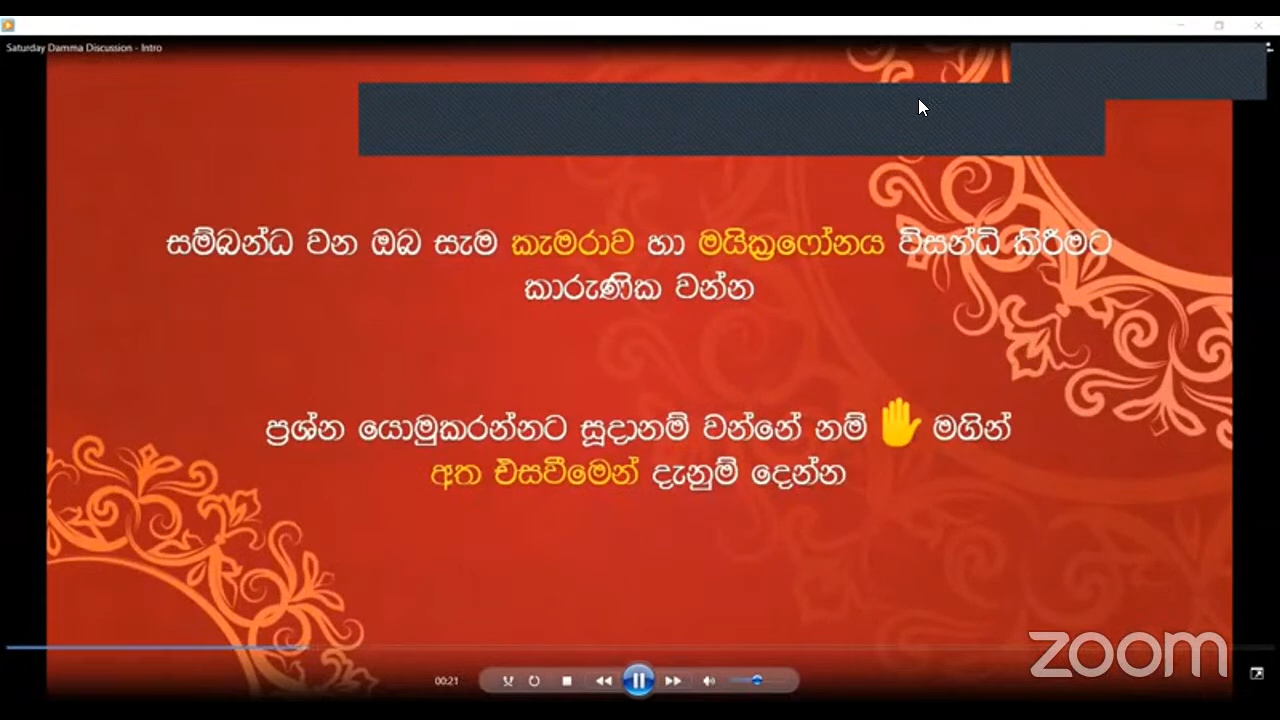 Saturday Damma Discussion - Intro
සම්බන්ධ වන ඔබ සැම කැමරාව හා මයික්‍රෆෝනය විසන්ධි කිරීමට
කාරුණික වන්න
ප්‍රශ්න යොමුකරන්නට සූදානම් වන්නේ නම් ✋ මගින්
අත එසවීමෙන් දැනුම් දෙන්න
zoom
00:21